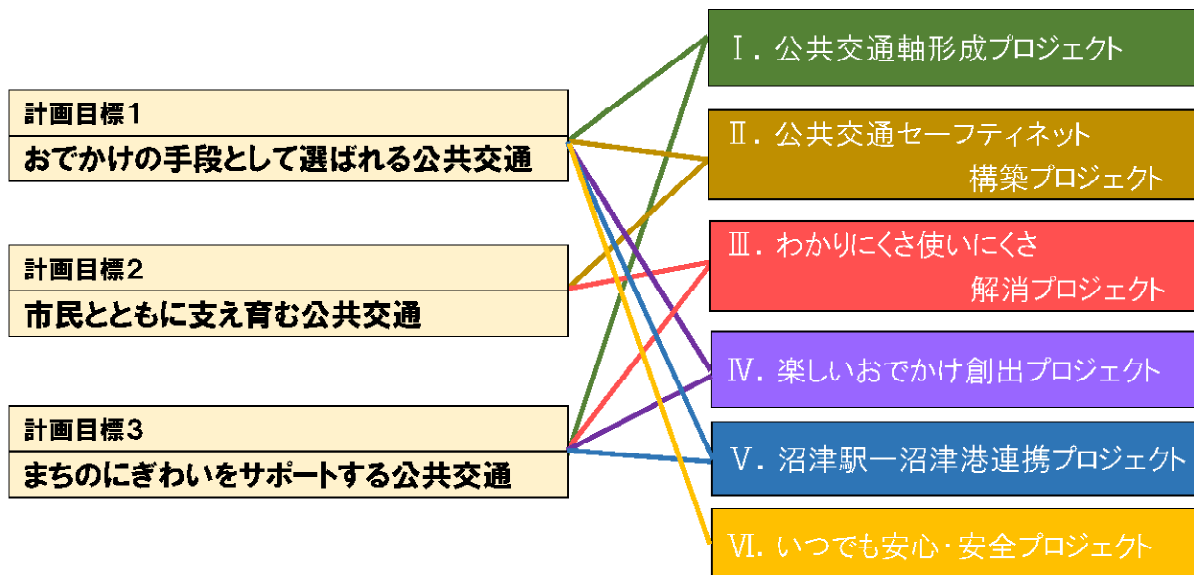 計画目標1
おでかけの手段として選ばれる公共交通
計画目標2
市民とともに支え育む公共交通
計画目標3
まちのにぎわいをサポートする公共交通
Ⅰ. 公共交通軸形成プロジェクト
Ⅱ. 公共交通セーフティネット
構築プロジェクト
Ⅲ. わかりにくさ使いにくさ
解消プロジェクト
Ⅳ. 楽しいおでかけ創出プロジェクト
Ⅴ. 沼津駅ー沼津港連携プロジェクト
Ⅵ. いつでも安心・安全プロジェクト